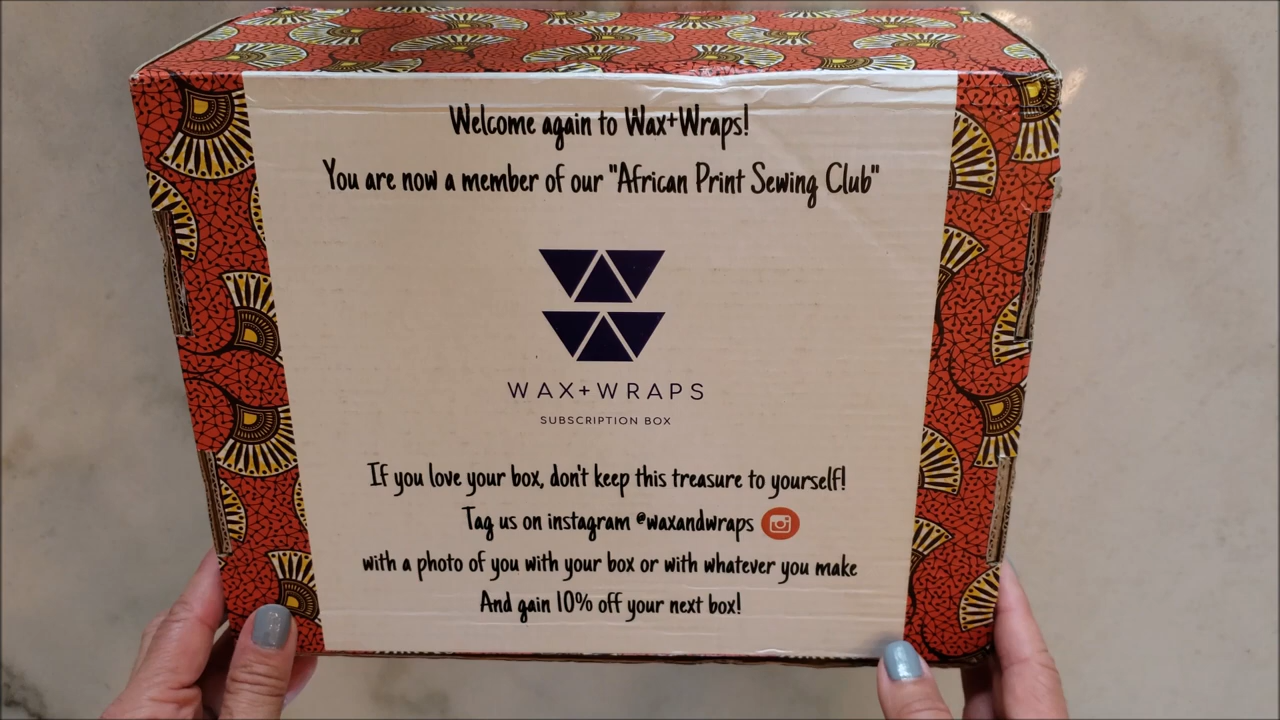 Welcome again to Wax+Wraps!
You are now a member of our "African Print Sewing Club"
WAX+WRAPS
SUBSCRIPTION BOX
If you love your box, don't keep this treasure to yourself!
Tag us on instagram @waxandwraps
with a photo of you with your box or with whatever you make
And gain 10% off your next box!